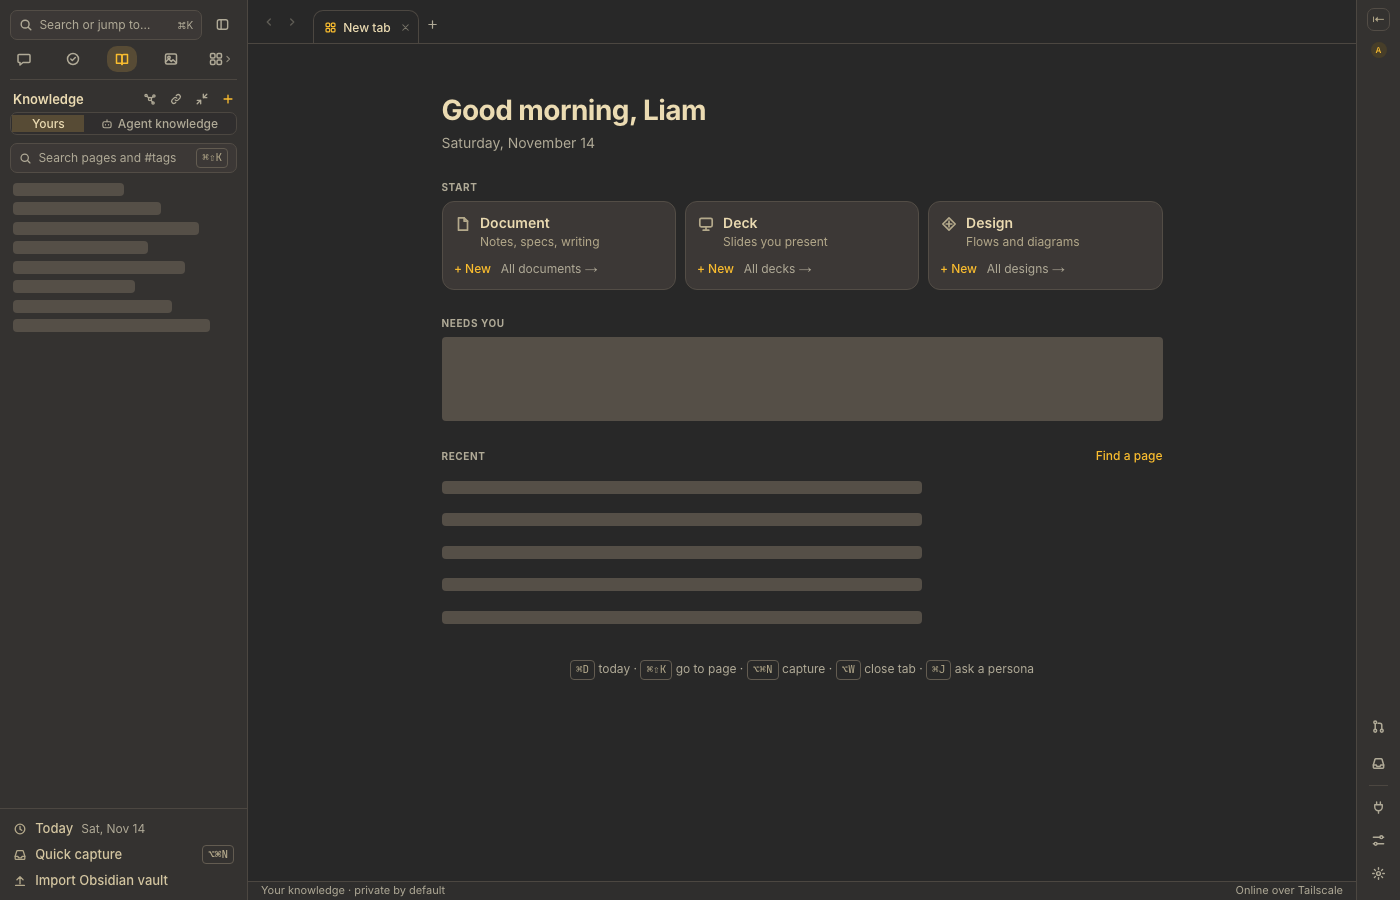 Search or jump to... ⌘K
New tab
Knowledge
Yours
Agent knowledge
Search pages and #tags ⌘⇧K
Today Sat, Nov 14
Quick capture ⌥⌘N
Import Obsidian vault
Good morning, Liam
Saturday, November 14
START
Document
Notes, specs, writing
+ New All documents →
Deck
Slides you present
+ New All decks →
Design
Flows and diagrams
+ New All designs →
NEEDS YOU
RECENT
Find a page
⌘D today · ⌘⇧K go to page · ⌥⌘N capture · ⌥W close tab · ⌘J ask a persona
Your knowledge · private by default
Online over Tailscale
A